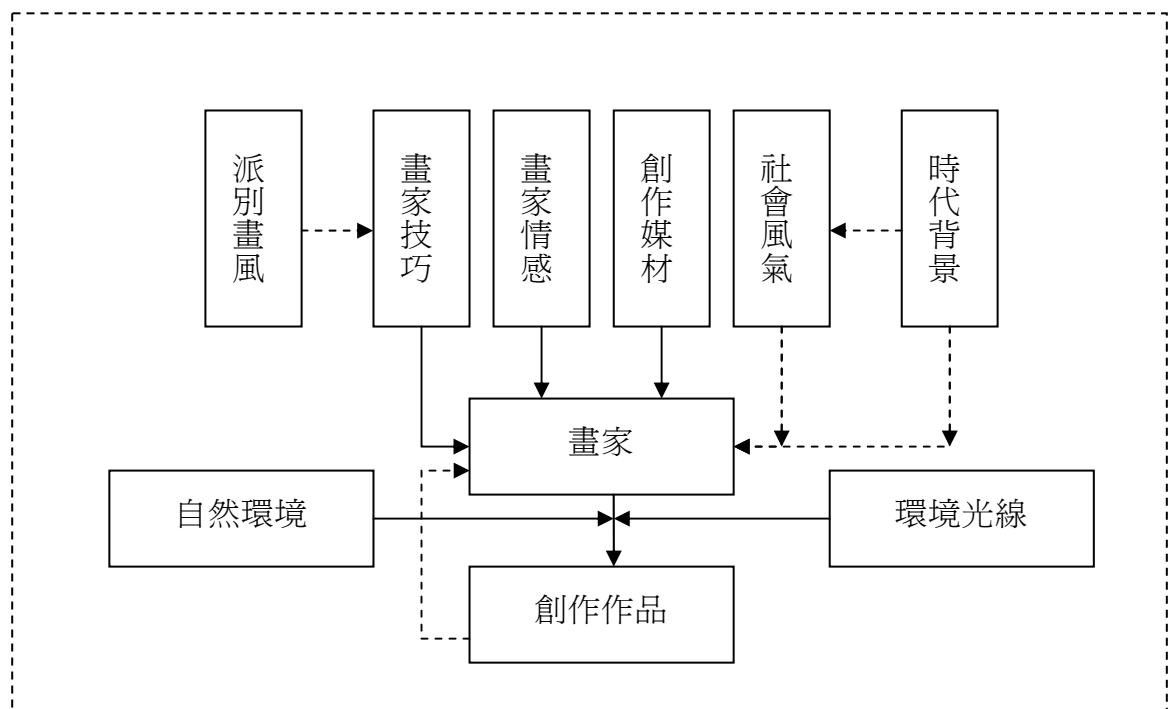 派別畫風
畫家技巧
畫家情感
創作媒材
社會風氣
時代背景
畫家
自然環境
環境光線
創作作品